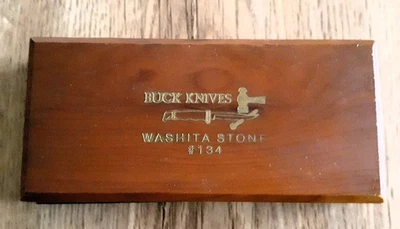 BUCK KNIVES
WASHITA STONE
#134